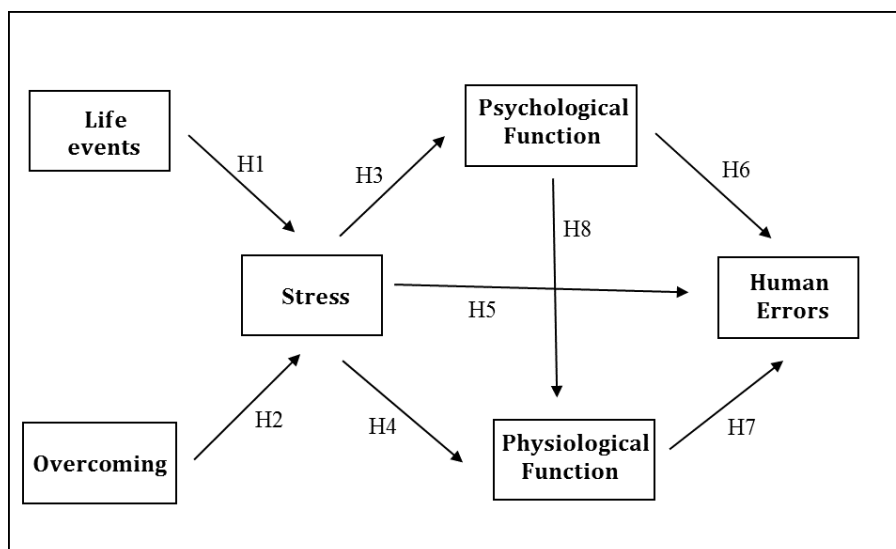 Life
events
H1
Psychological
Function
H3
H6
H8
Stress
H5
Human
Errors
Overcoming
H2
H4
Physiological
Function
H7